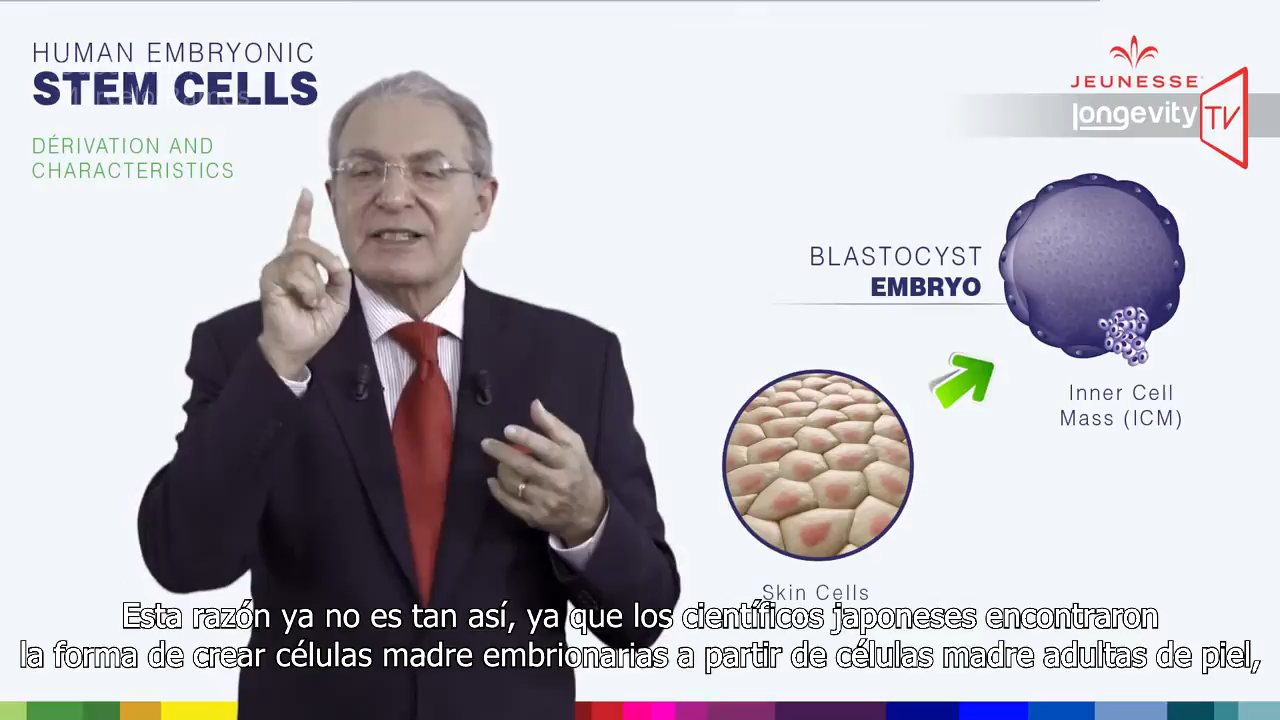 HUMAN EMBRYONIC
STEM CELLS
DÉRIVATION AND
CHARACTERISTICS
JEUNESSE
longevity TV
BLASTOCYST
EMBRYO
Inner Cell
Mass (ICM)
Skin Cells
Esta razón ya no es tan así, ya que los científicos japoneses encontraron
la forma de crear células madre embrionarias a partir de células madre adultas de piel,